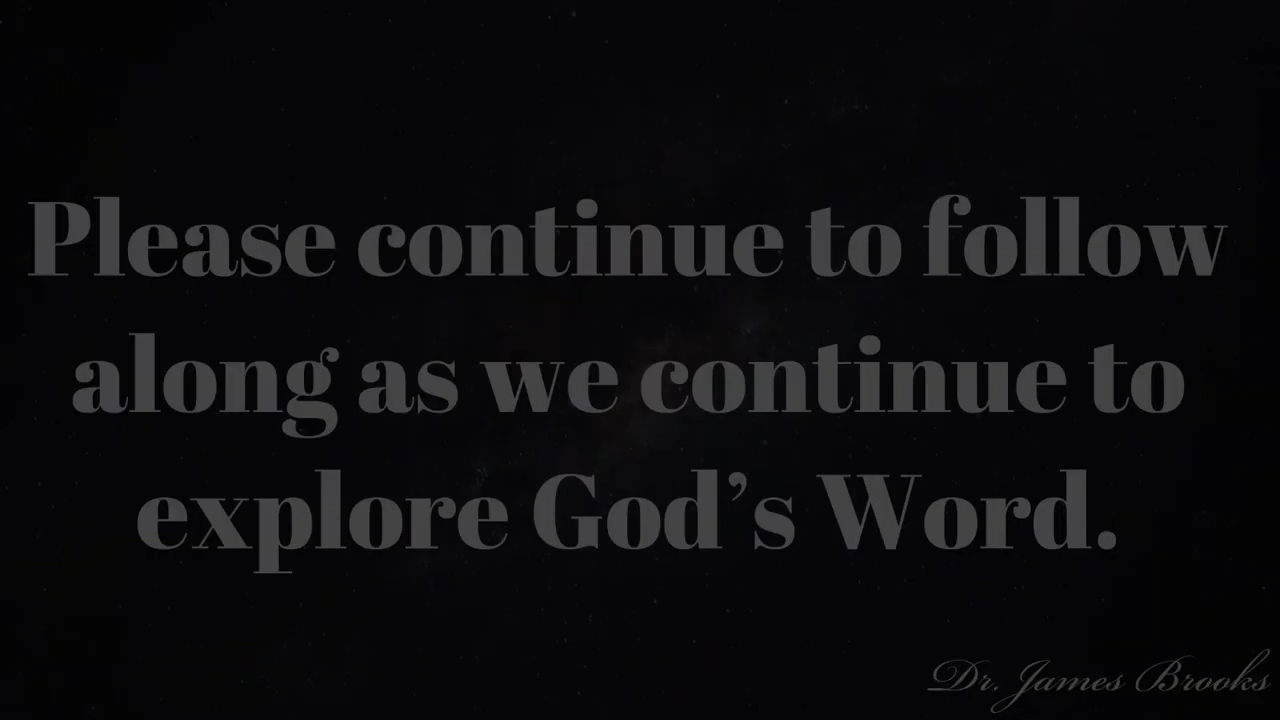 Please continue to follow
along as we continue to
explore God’s Word.
Dr. James Brooks